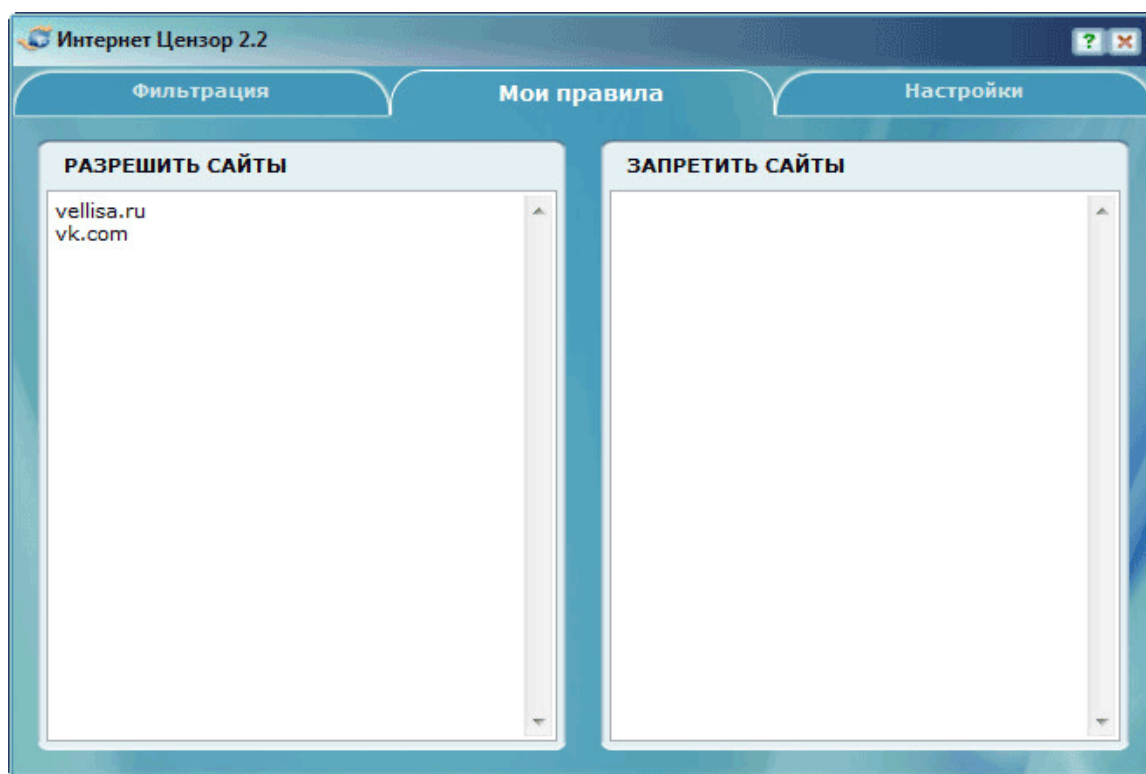 Интернет Цензор 2.2
?
Фильтрация
Мои правила
Настройки
РАЗРЕШИТЬ САЙТЫ
vellisa.ru
vk.com
ЗАПРЕТИТЬ САЙТЫ